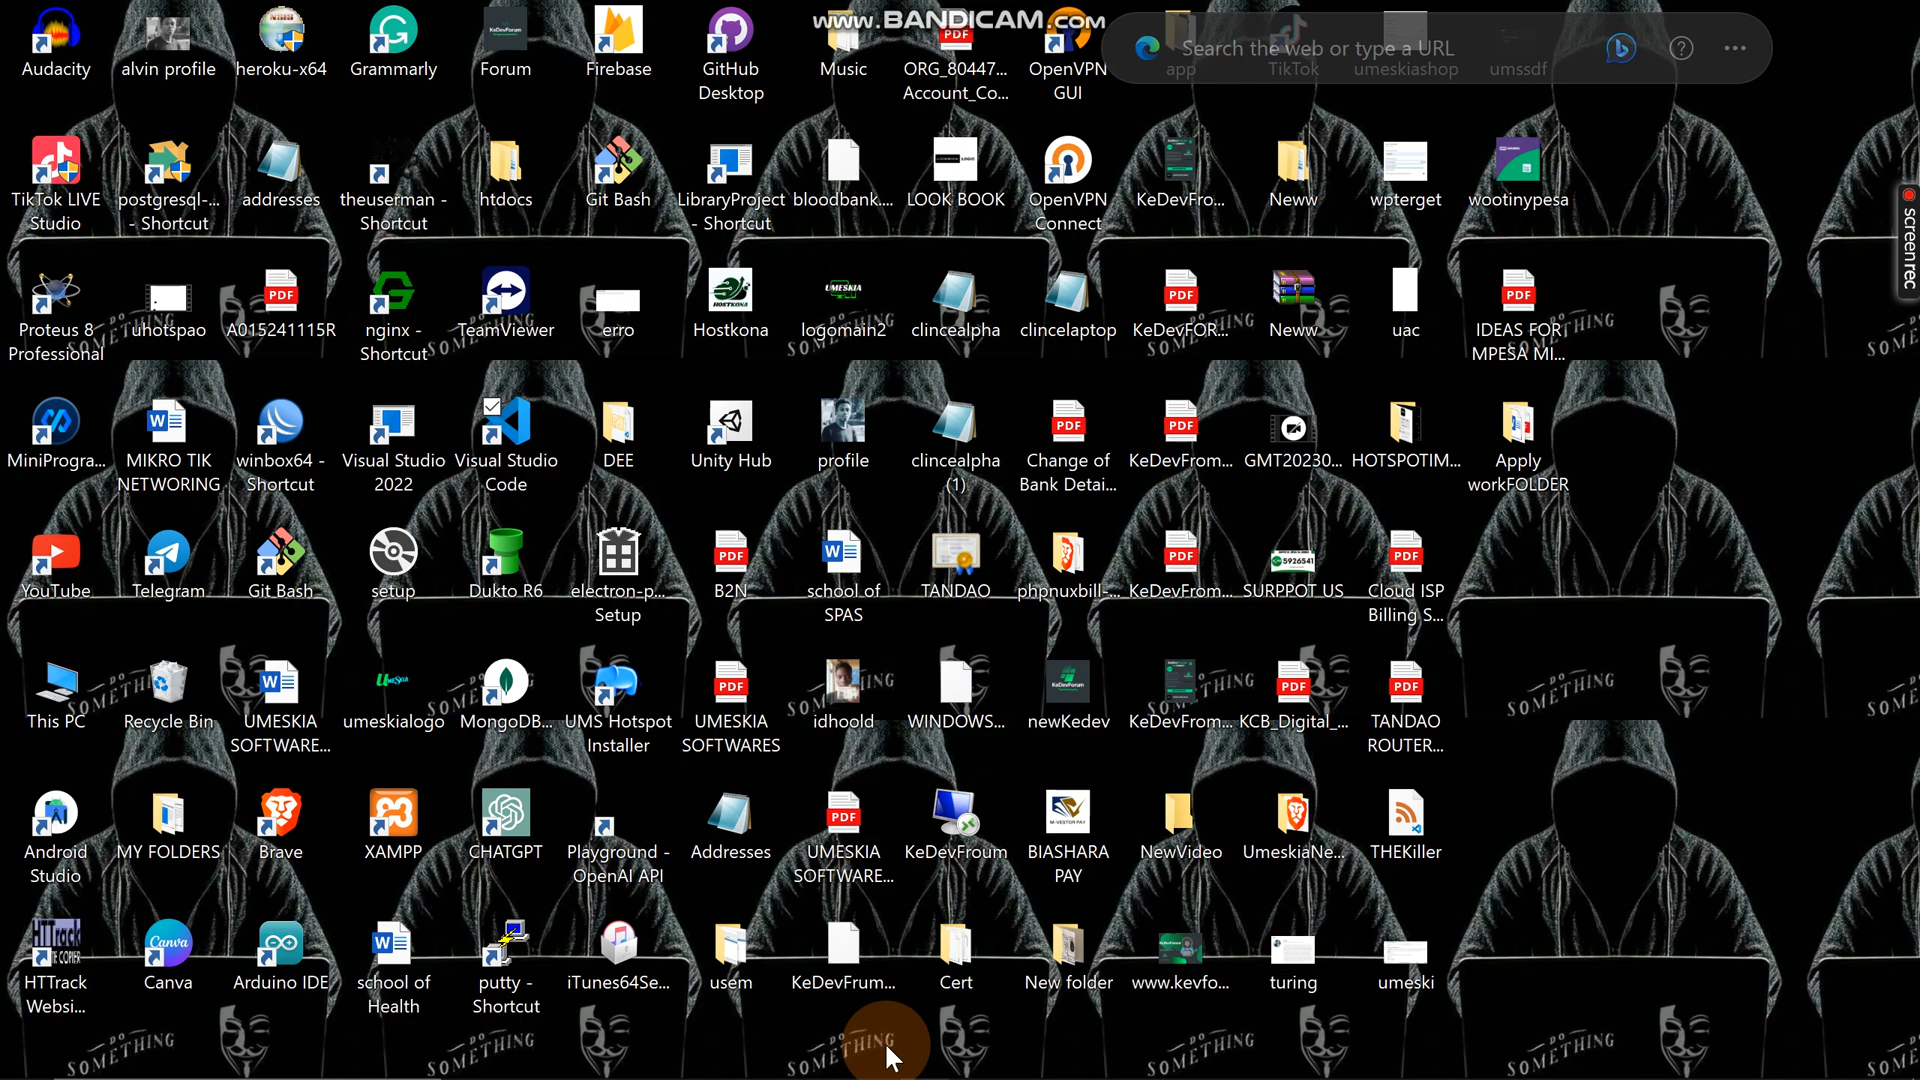 www.BANDICAM.com
Search the web or type a URL
Audacity
alvin profile
heroku-x64
Grammarly
Forum
Firebase
GitHub
Desktop
Music
ORG_80447...
Account_Co...
OpenVPN
GUI
app
TikTok
umeskiashop
umssdf
TikTok LIVE
Studio
postgresql-...
- Shortcut
addresses
theuserman -
Shortcut
htdocs
Git Bash
LibraryProject
- Shortcut
bloodbank....
LOOK BOOK
OpenVPN
Connect
KeDevFro...
Neww
wpterget
wootinypesa
screenrec
Proteus 8
Professional
uhotspao
A015241115R
nginx -
Shortcut
TeamViewer
erro
Hostkona
logomain2
clincealpha
clincelaptop
KeDevFOR...
Neww
uac
IDEAS FOR
MPESA MI...
MiniProgra...
MIKRO TIK
NETWORING
winbox64 -
Shortcut
Visual Studio
2022
Visual Studio
Code
DEE
Unity Hub
profile
clincealpha
(1)
Change of
Bank Detai...
KeDevFrom...
GMT20230...
HOTSPOTIM...
Apply
workFOLDER
YouTube
Telegram
Git Bash
setup
Dukto R6
electron-p...
Setup
B2N
school of
SPAS
TANDAO
phpnuxbill-...
KeDevFrom...
SURPPOT US
Cloud ISP
Billing S...
This PC
Recycle Bin
UMESKIA
SOFTWARE...
umeskialogo
MongoDB...
UMS Hotspot
Installer
UMESKIA
SOFTWARES
idhoold
WINDOWS...
newKedev
KeDevFrom...
KCB_Digital_...
TANDAO
ROUTER...
Android
Studio
MY FOLDERS
Brave
XAMPP
CHATGPT
Playground -
OpenAI API
Addresses
UMESKIA
SOFTWARE...
KeDevFroum
BIASHARA
PAY
NewVideo
UmeskiaNe...
THEKiller
HTTrack
Websi...
Canva
Arduino IDE
school of
Health
putty -
Shortcut
iTunes64Se...
usem
KeDevFrum...
Cert
New folder
www.kevfo...
turing
umeski
DO
SOMETHING
DO
SOMETHING
DO
SOMETHING
SOMETHING
SOMETHING